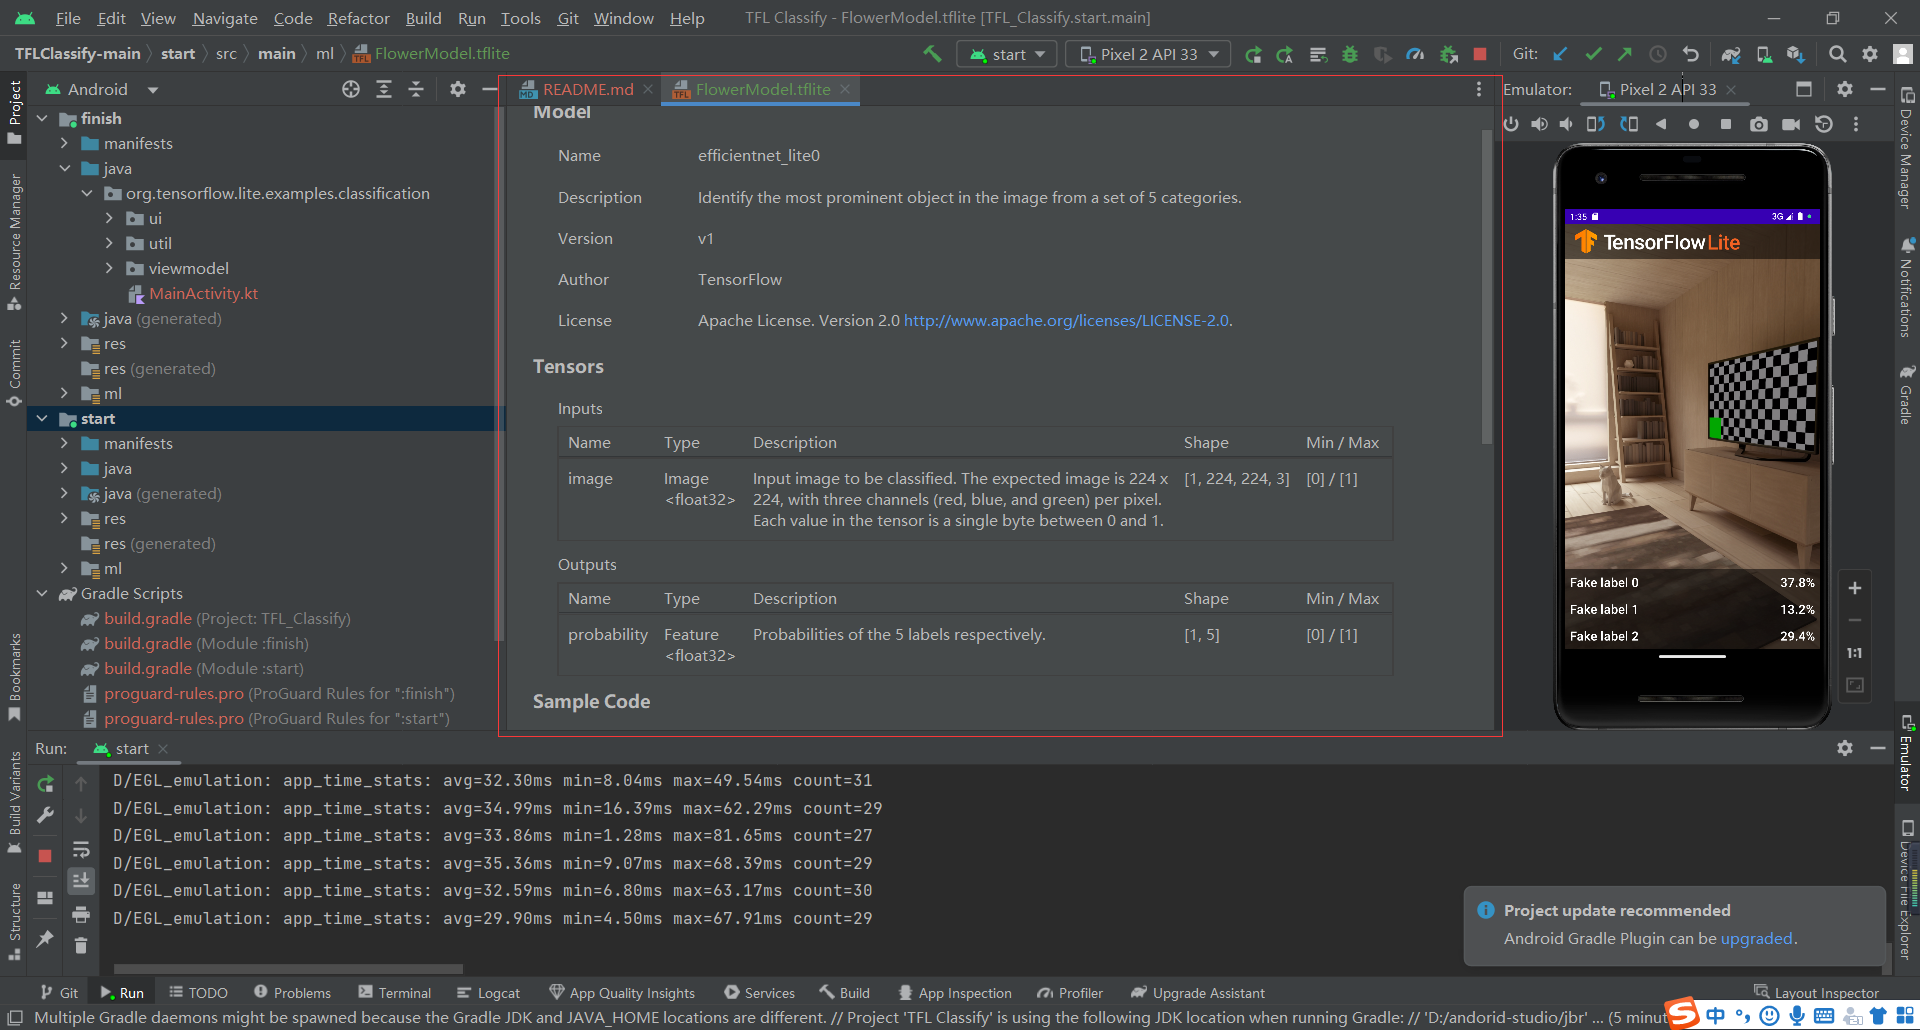 File Edit View Navigate Code Refactor Build Run Tools Git Window Help TFL Classify - FlowerModel.tflite [TFL_Classify.start.main]
TFLClassify-main start src main ml FlowerModel.tflite start Pixel 2 API 33 Git:
Project
Resource Manager
Commit
Bookmarks
Build Variants
Structure
Android
finish
manifests
java
org.tensorflow.lite.examples.classification
ui
util
viewmodel
MainActivity.kt
java (generated)
res
res (generated)
ml
start
manifests
java
java (generated)
res
res (generated)
ml
Gradle Scripts
build.gradle (Project: TFL_Classify)
build.gradle (Module :finish)
build.gradle (Module :start)
proguard-rules.pro (ProGuard Rules for ":finish")
proguard-rules.pro (ProGuard Rules for ":start")
README.md FlowerModel.tflite
Model
Name efficientnet_lite0
Description Identify the most prominent object in the image from a set of 5 categories.
Version v1
Author TensorFlow
License Apache License. Version 2.0 http://www.apache.org/licenses/LICENSE-2.0.
Tensors
Inputs
Name Type Description Shape Min / Max
image Image <float32> Input image to be classified. The expected image is 224 x [1, 224, 224, 3] [0] / [1]
224, with three channels (red, blue, and green) per pixel.
Each value in the tensor is a single byte between 0 and 1.
Outputs
Name Type Description Shape Min / Max
probability Feature <float32> Probabilities of the 5 labels respectively. [1, 5] [0] / [1]
Sample Code
Emulator: Pixel 2 API 33
1:35 3G
TensorFlow Lite
Fake label 0 37.8%
Fake label 1 13.2%
Fake label 2 29.4%
1:1
Device Manager
Notifications
Gradle
Emulator
Device File Explorer
Run: start
D/EGL_emulation: app_time_stats: avg=32.30ms min=8.04ms max=49.54ms count=31
D/EGL_emulation: app_time_stats: avg=34.99ms min=16.39ms max=62.29ms count=29
D/EGL_emulation: app_time_stats: avg=33.86ms min=1.28ms max=81.65ms count=27
D/EGL_emulation: app_time_stats: avg=35.36ms min=9.07ms max=68.39ms count=29
D/EGL_emulation: app_time_stats: avg=32.59ms min=6.80ms max=63.17ms count=30
D/EGL_emulation: app_time_stats: avg=29.90ms min=4.50ms max=67.91ms count=29
Project update recommended
Android Gradle Plugin can be upgraded.
Git Run TODO Problems Terminal Logcat App Quality Insights Services Build App Inspection Profiler Upgrade Assistant Layout Inspector
Multiple Gradle daemons might be spawned because the Gradle JDK and JAVA_HOME locations are different. // Project 'TFL Classify' is using the following JDK location when running Gradle: // 'D:/andorid-studio/jbr' ... (5 minut
中